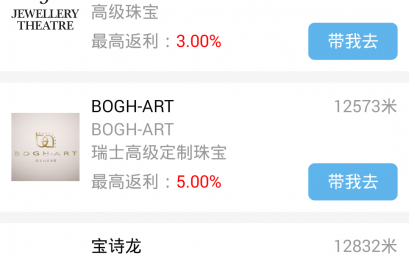 JEWELLERY
THEATRE
高级珠宝
最高返利：3.00%
带我去
BOGH-ART
BOGH-ART
12573米
BOGH-ART
瑞士高级定制珠宝
最高返利：5.00%
带我去
宝诗龙
12832米